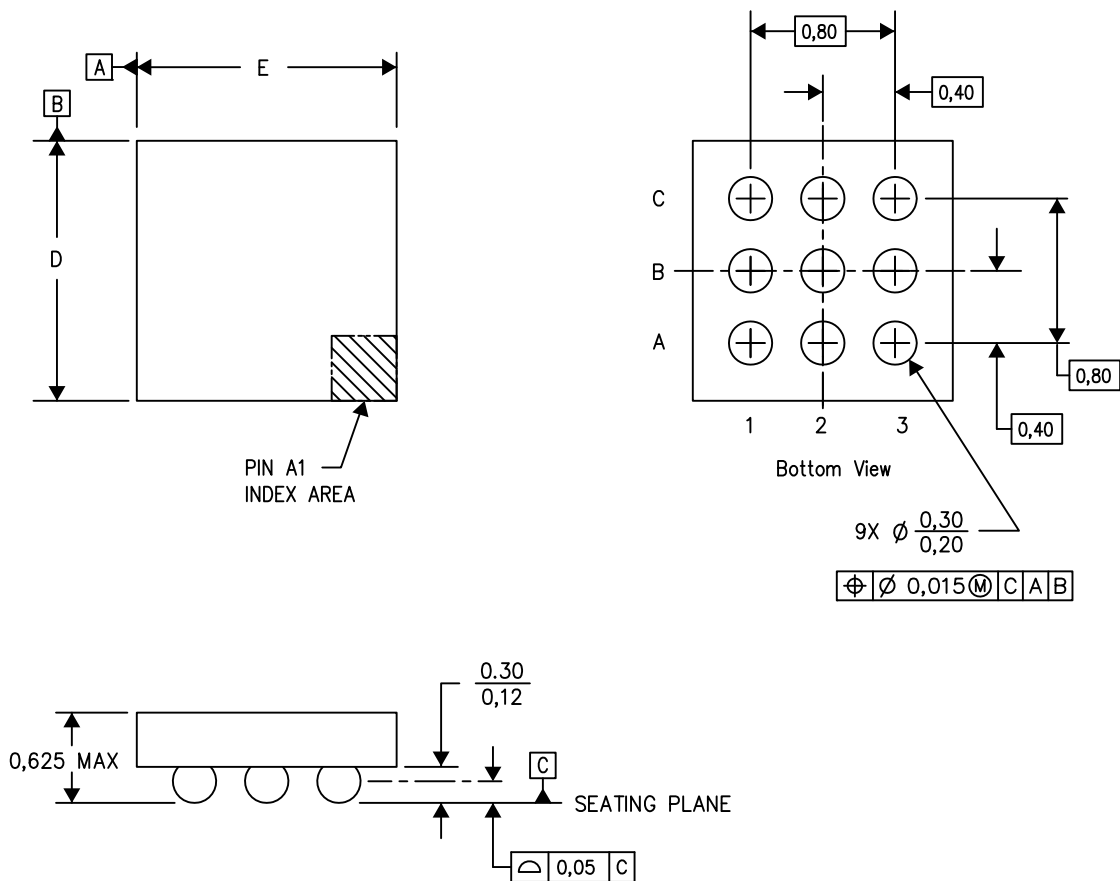 A
E
B
D
PIN A1
INDEX AREA
0,80
0,40
C
B
A
1 2 3
0,80
0,40
Bottom View
9X Ø 0,30
0,20
⌖ Ø 0,015 Ⓜ C A B
0.30
0,12
0,625 MAX
C
SEATING PLANE
⌓ 0,05 C